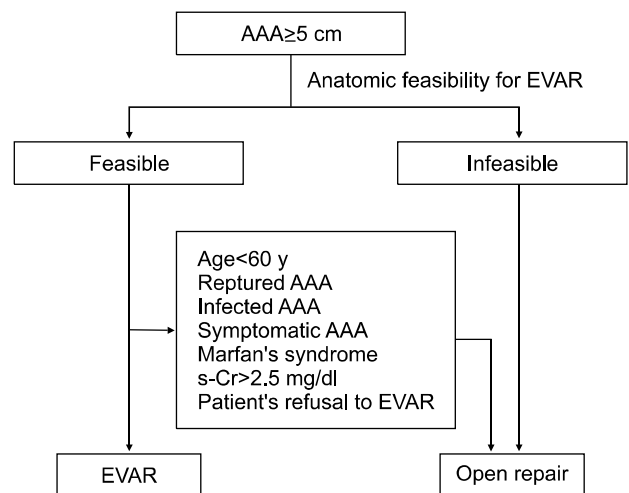 AAA≥5 cm
Anatomic feasibility for EVAR
Feasible
Infeasible
Age<60 y
Reptured AAA
Infected AAA
Symptomatic AAA
Marfan's syndrome
s-Cr>2.5 mg/dl
Patient's refusal to EVAR
EVAR
Open repair